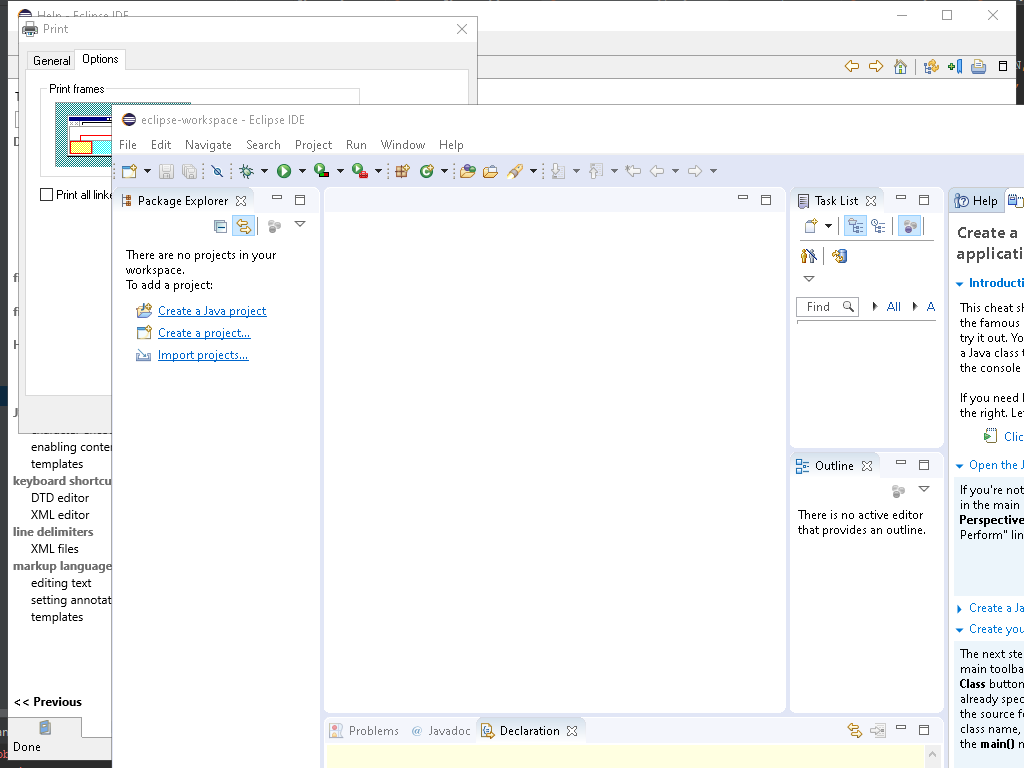 Help - Eclipse IDE
Print
General
Options
Print frames
Print all linke
enabling conter
templates
keyboard shortcu
DTD editor
XML editor
line delimiters
XML files
markup language
editing text
setting annotat
templates
<< Previous
Done
eclipse-workspace - Eclipse IDE
File Edit Navigate Search Project Run Window Help
Package Explorer
There are no projects in your
workspace.
To add a project:
Create a Java project
Create a project...
Import projects...
Task List
Find
All
A
Outline
There is no active editor
that provides an outline.
Problems
@ Javadoc
Declaration
Help
Create a
applicati
Introducti
This cheat sh
the famous
try it out. Yo
a Java class t
the console
If you need
the right. Le
Clic
Open the J
If you're not
in the main
Perspective
Perform" lin
Create a Ja
Create you
The next ste
main toolba
Class button
already spec
the source fo
class name,
the main() m